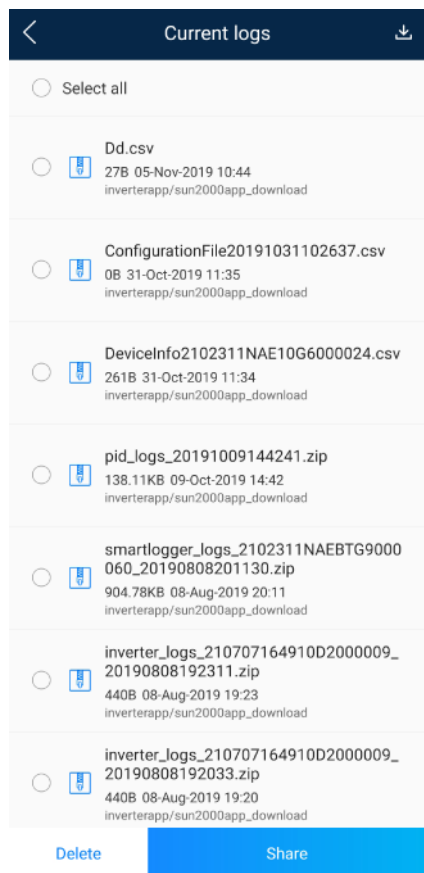 Current logs
Select all
Dd.csv
27B 05-Nov-2019 10:44
inverterapp/sun2000app_download
ConfigurationFile20191031102637.csv
0B 31-Oct-2019 11:35
inverterapp/sun2000app_download
DeviceInfo2102311NAE10G6000024.csv
261B 31-Oct-2019 11:34
inverterapp/sun2000app_download
pid_logs_20191009144241.zip
138.11KB 09-Oct-2019 14:42
inverterapp/sun2000app_download
smartlogger_logs_2102311NAEBTG9000
060_20190808201130.zip
904.78KB 08-Aug-2019 20:11
inverterapp/sun2000app_download
inverter_logs_210707164910D2000009_
20190808192311.zip
440B 08-Aug-2019 19:23
inverterapp/sun2000app_download
inverter_logs_210707164910D2000009_
20190808192033.zip
440B 08-Aug-2019 19:20
inverterapp/sun2000app_download
Delete
Share